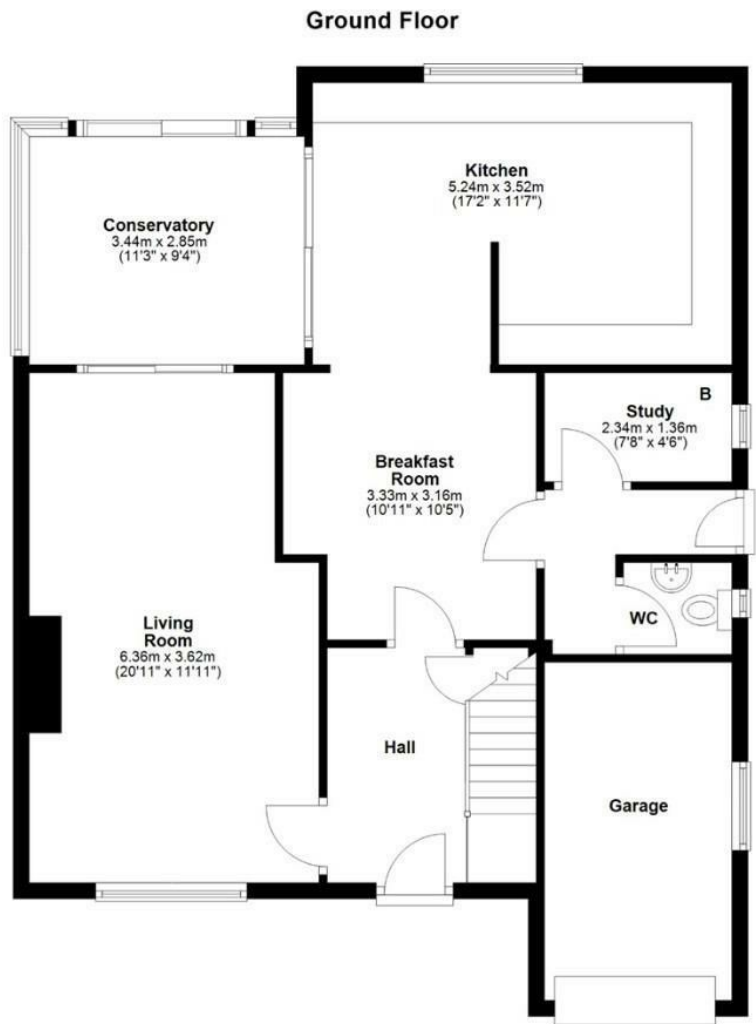 Ground Floor
Kitchen
5.24m x 3.52m
(17'2" x 11'7")
Conservatory
3.44m x 2.85m
(11'3" x 9'4")
B
Study
2.34m x 1.36m
(7'8" x 4'6")
Breakfast
Room
3.33m x 3.16m
(10'11" x 10'5")
Living
Room
6.36m x 3.62m
(20'11" x 11'11")
WC
Hall
Garage